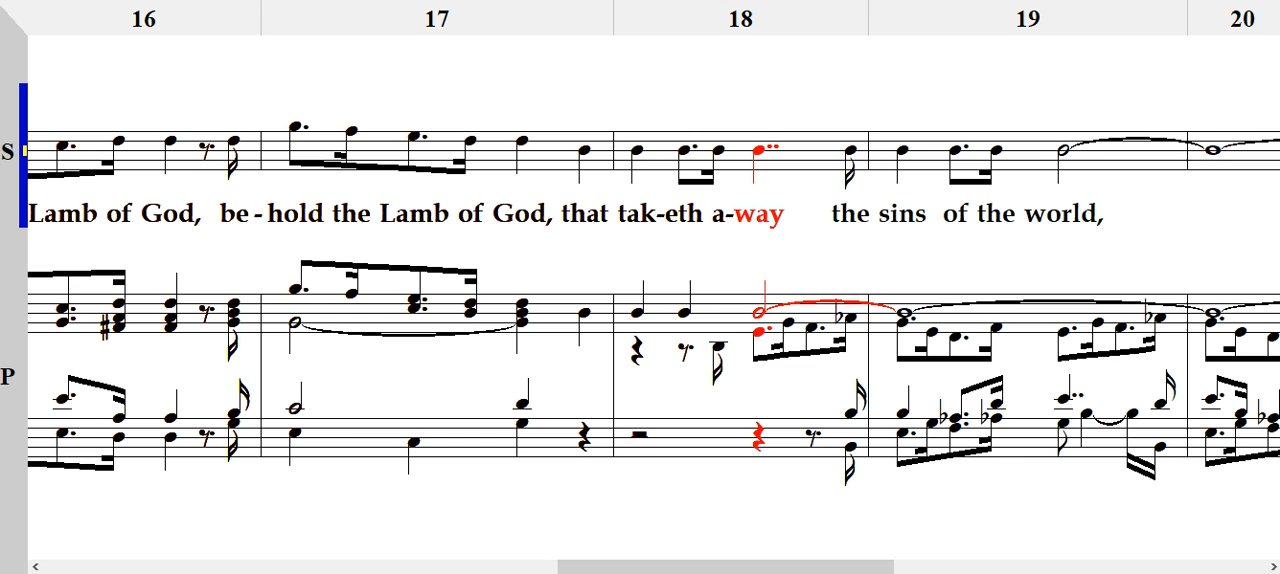 16 17 18 19 20
S
Lamb of God, be-hold the Lamb of God, that tak-eth a-way the sins of the world,
P